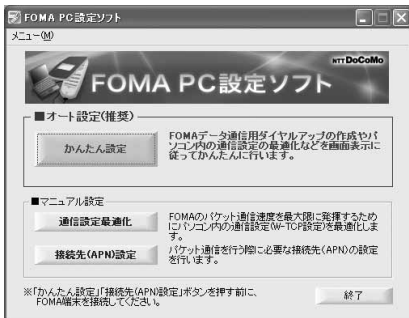 FOMA PC設定ソフト
メニュー(M)
NTT DoCoMo
FOMA PC設定ソフト
■オート設定(推奨)
かんたん設定
FOMAデータ通信用ダイヤルアップの作成やパ
ソコン内の通信設定の最適化などを画面表示に
従ってかんたんに行います。
■マニュアル設定
通信設定最適化
FOMAのパケット通信速度を最大限に発揮するため
にパソコン内の通信設定(W-TCP設定)を最適化しま
す。
接続先(APN)設定
パケット通信を行う際に必要な接続先(APN)の設定
を行います。
※「かんたん設定」「接続先(APN)設定」ボタンを押す前に、
FOMA端末を接続してください。
終了